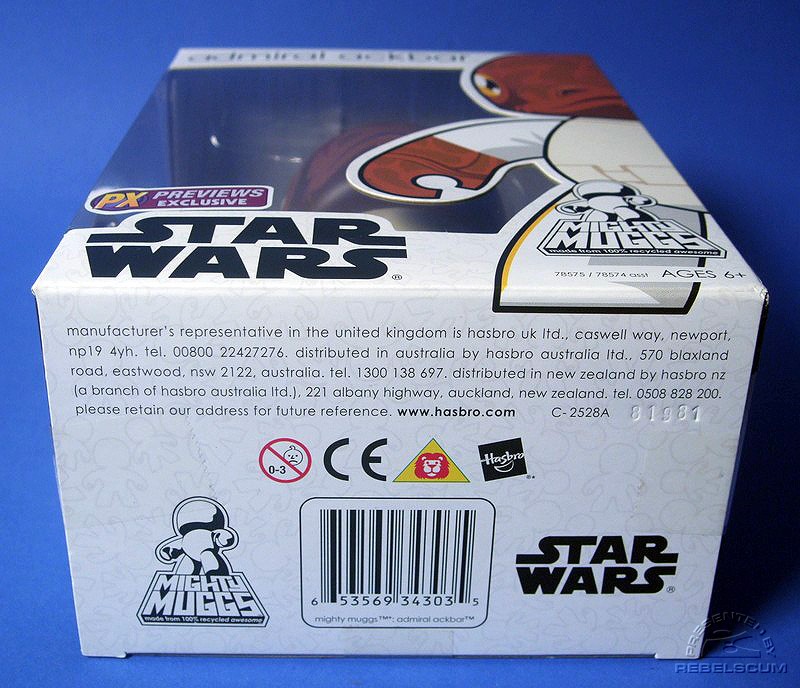 admiral ackbar
PX PREVIEWS
EXCLUSIVE
STAR
WARS®
MIGHTY
MUGGS
made from 100% recycled awesome
78575 / 78574 asst AGES 6+
manufacturer's representative in the united kingdom is hasbro uk ltd., caswell way, newport,
np19 4yh. tel. 00800 22427276. distributed in australia by hasbro australia ltd., 570 blaxland
road, eastwood, nsw 2122, australia. tel. 1300 138 697. distributed in new zealand by hasbro nz
(a branch of hasbro australia ltd.), 221 albany highway, auckland, new zealand. tel. 0508 828 200.
please retain our address for future reference. www.hasbro.com C-2528A 81981
0-3 CE Hasbro®*
MIGHTY
MUGGS
made from 100% recycled awesome
6 53569 34303 5
mighty muggs™*: admiral ackbar™
STAR
WARS®
PRESENTED BY
REBELSCUM